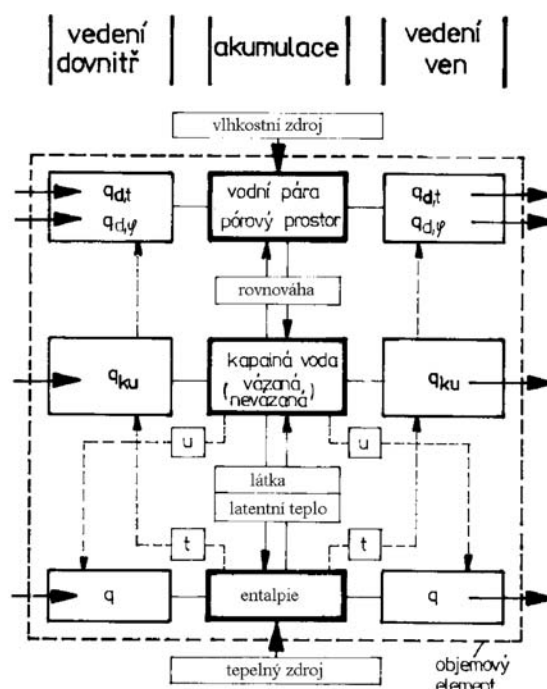 vedení dovnitř
akumulace
vedení ven
vlhkostní zdroj
q_d,t
q_d,φ
vodní pára
pórový prostor
q_d,t
q_d,φ
rovnováha
q_ku
kapalná voda
vázaná
(nevázaná)
q_ku
u
u
látka
latentní teplo
t
t
q
entalpie
q
tepelný zdroj
objemový
element